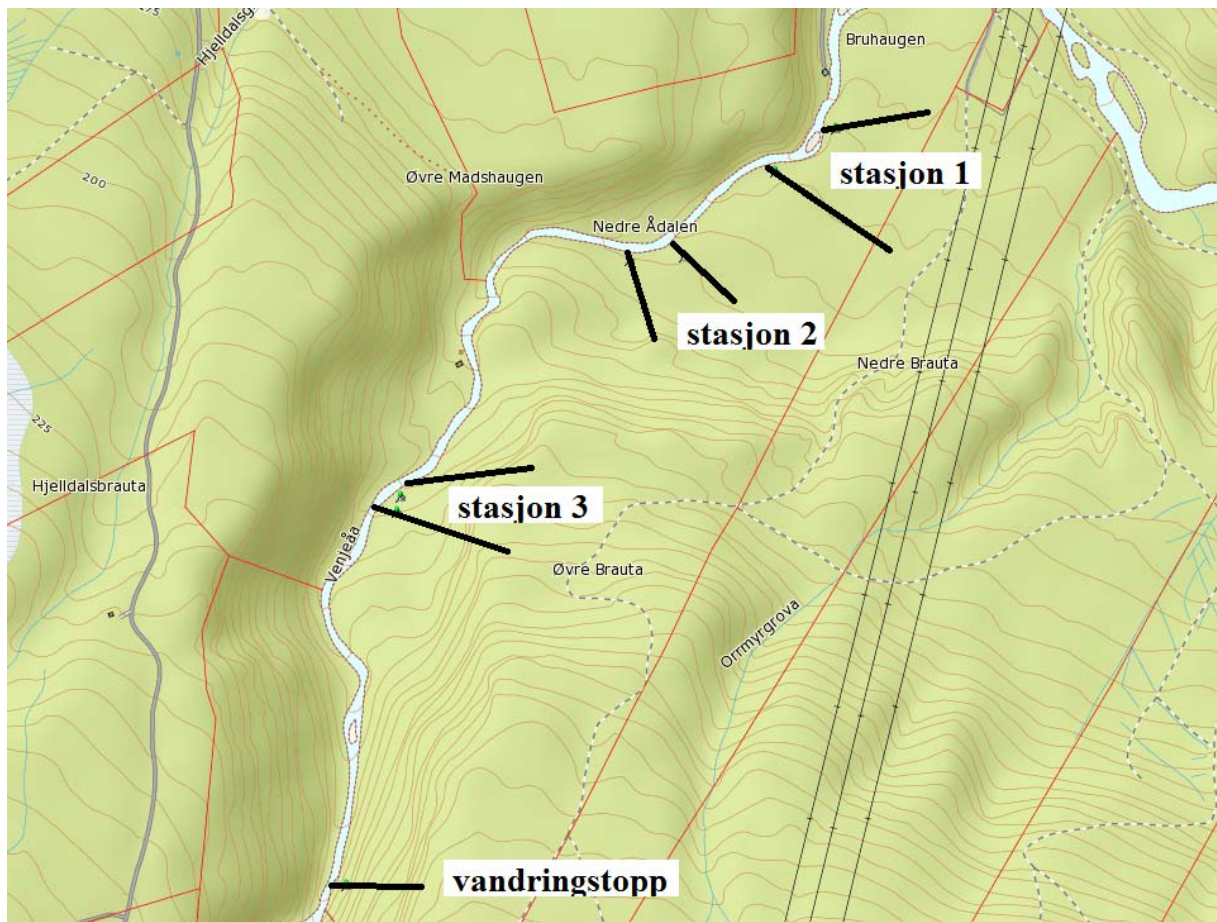 Hjelldalsg
Bruhaugen
stasjon 1
Øvre Madshaugen
200
Nedre Ådalen
stasjon 2
Nedre Brauta
225
Hjelldalsbrauta
stasjon 3
Venjeåa
Øvre Brauta
Orrmyrgrova
vandringstopp